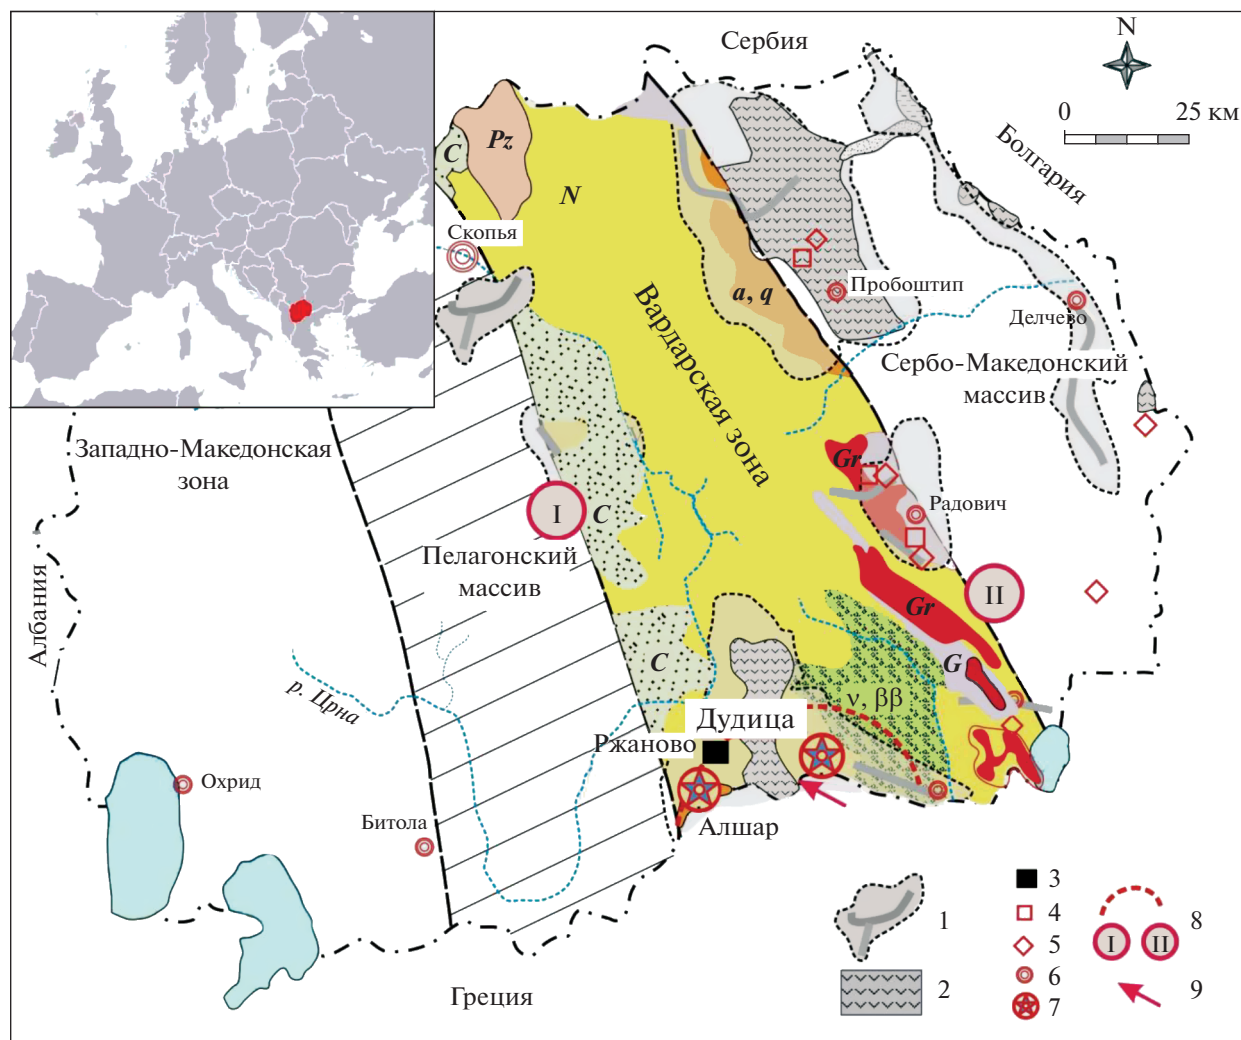 Сербия
N
0 25 км
Болгария
Pz
C
N
Скопья
a, q
Пробоштип
Делчево
Вардарская зона
Сербо-Македонский
массив
Западно-Македонская
зона
Gr
Радович
I
C
Пелагонский
массив
II
Албания
Gr
C
G
р. Црна
ν, ββ
Дудица
Ржаново
Охрид
Битола
Алшар
Греция
1
2
3
4
5
6
7
I II
8
9